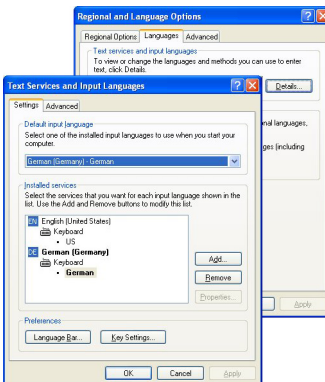 Regional and Language Options
Regional Options Languages Advanced
Text services and input languages
To view or change the languages and methods you can use to enter
text, click Details.
Details...
Text Services and Input Languages
Settings Advanced
Default input language
Select one of the installed input languages to use when you start your
computer.
German (Germany) - German
Installed services
Select the services that you want for each input language shown in the
list. Use the Add and Remove buttons to modify this list.
EN English (United States)
Keyboard
• US
DE German (Germany)
Keyboard
• German
Add...
Remove
Properties...
Preferences
Language Bar...
Key Settings...
OK
Cancel
Apply
nal languages,
ges (including
Apply